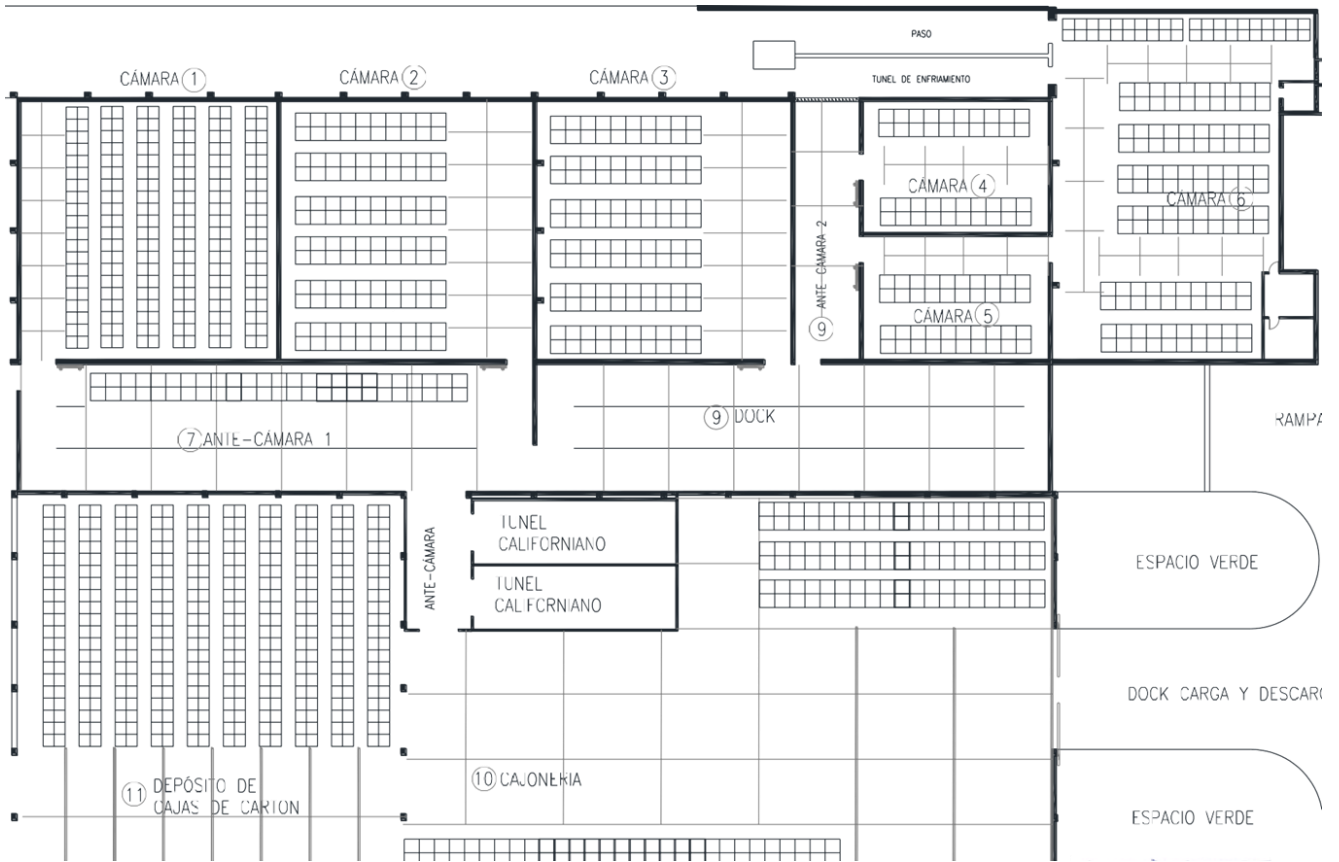 PASO
CÁMARA 1
CÁMARA 2
CÁMARA 3
TUNEL DE ENFRIAMIENTO
CÁMARA 4
CÁMARA 6
ANTE-CAMARA 2
9
CÁMARA 5
7 ANTE-CÁMARA 1
9 DOCK
RAMPA
ANTE-CÁMARA
TUNEL
CALIFORNIANO
TUNEL
CALIFORNIANO
ESPACIO VERDE
DOCK CARGA Y DESCARG
11 DEPÓSITO DE
CAJAS DE CARTON
10 CAJONERIA
ESPACIO VERDE